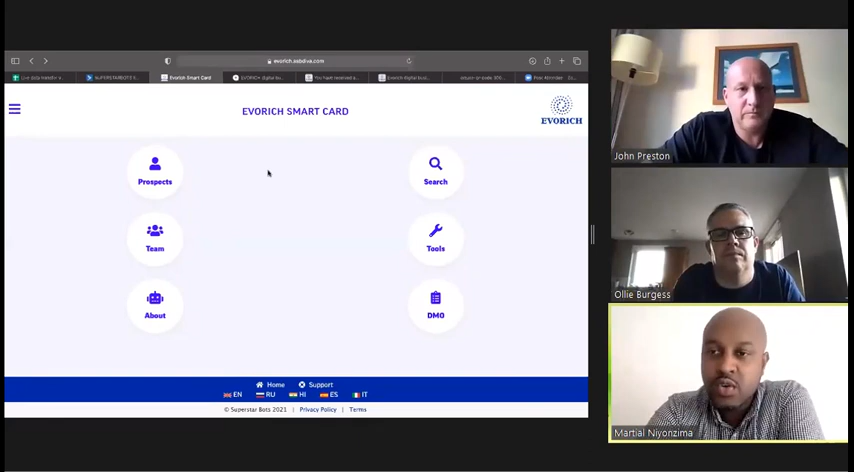 evorich.sabdiva.com
Evorich Smart Card
EVORICH SMART CARD
EVORICH
Prospects
Search
Team
Tools
About
DMO
Home Support
EN RU HI ES IT
© Superstar Bots 2021 | Privacy Policy | Terms
John Preston
Ollie Burgess
Martial Niyonzima